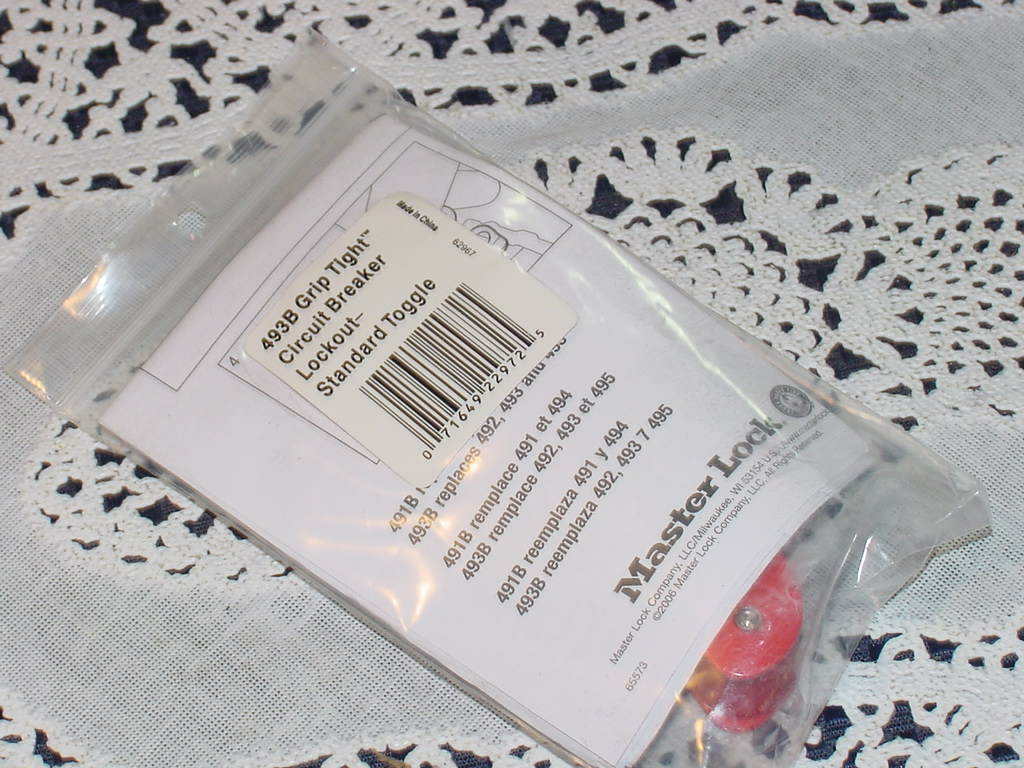 Made in China
62967
493B Grip Tight™
Circuit Breaker
Lockout–
Standard Toggle
0 71649 22972 5
4
491B
493B replaces 492, 493 and 495
491B remplace 491 et 494
493B remplace 492, 493 et 495
491B reemplaza 491 y 494
493B reemplaza 492, 493 7 495
Master Lock
Master Lock Company, LLC/Milwaukee, WI 53154 U.S.A.
©2006 Master Lock Company, LLC, All Rights Reserved.
65573